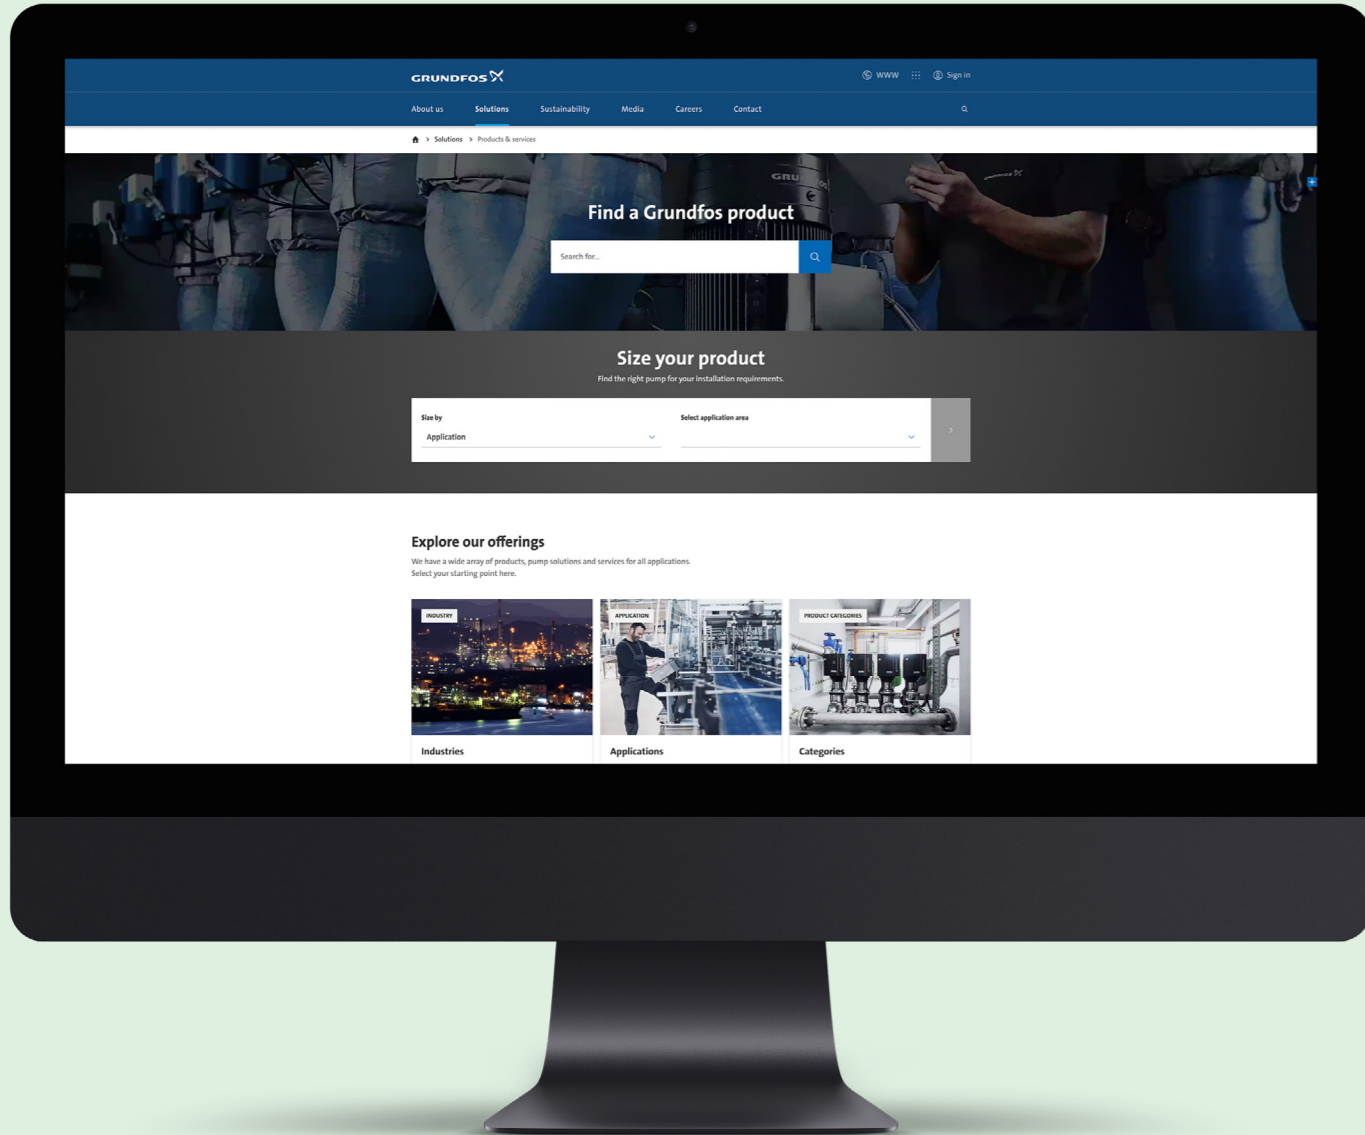 GRUNDFOS
WWW
Sign in
About us
Solutions
Sustainability
Media
Careers
Contact
> Solutions > Products & services
Find a Grundfos product
Search for...
Size your product
Find the right pump for your installation requirements.
Size by
Select application area
Application
Explore our offerings
We have a wide array of products, pump solutions and services for all applications.
Select your starting point here.
INDUSTRY
APPLICATION
PRODUCT CATEGORIES
Industries
Applications
Categories